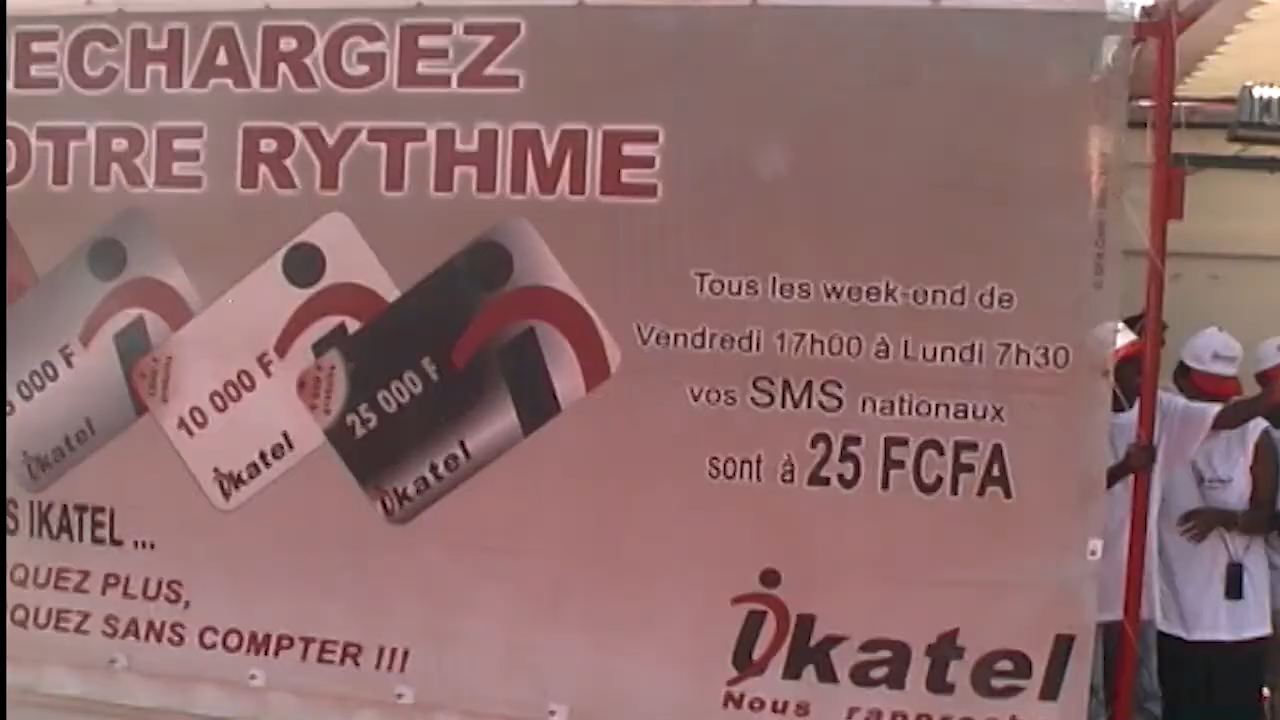 ECHARGEZ
OTRE RYTHME
000 F
ikatel
10 000 F
ikatel
25 000 F
ikatel
Tous les week-end de
Vendredi 17h00 à Lundi 7h30
vos SMS nationaux
sont à 25 FCFA
S IKATEL ...
QUEZ PLUS,
QUEZ SANS COMPTER !!!
ikatel
Nous